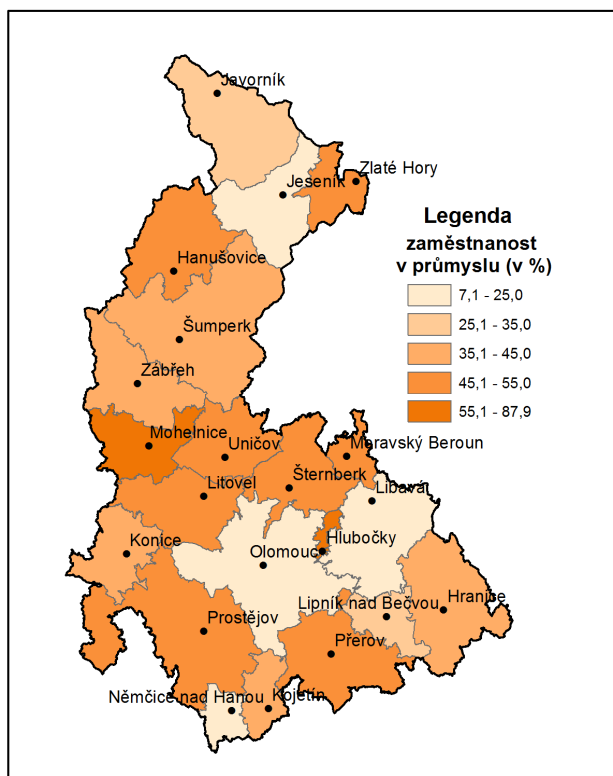 Javorník
Zlaté Hory
Jeseník
Legenda
zaměstnanost
v průmyslu (v %)
Hanušovice
7,1 - 25,0
25,1 - 35,0
35,1 - 45,0
45,1 - 55,0
55,1 - 87,9
Šumperk
Zábřeh
Mohelnice
Uničov
Moravský Beroun
Šternberk
Litovel
Libavá
Konice
Olomouc
Hlubočky
Lipník nad Bečvou
Hranice
Prostějov
Přerov
Němčice nad Hanou
Kojetín